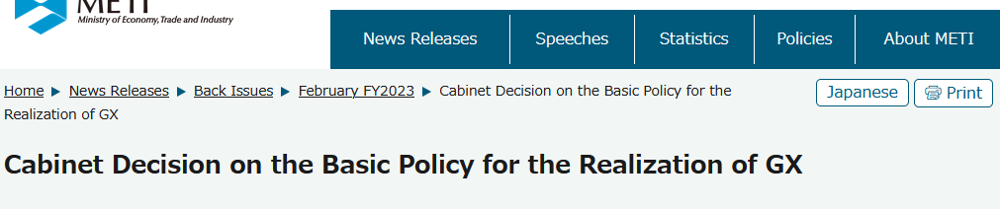 METI
Ministry of Economy, Trade and Industry
News Releases
Speeches
Statistics
Policies
About METI
Home ▶ News Releases ▶ Back Issues ▶ February FY2023 ▶ Cabinet Decision on the Basic Policy for the
Realization of GX
Japanese
Print
Cabinet Decision on the Basic Policy for the Realization of GX